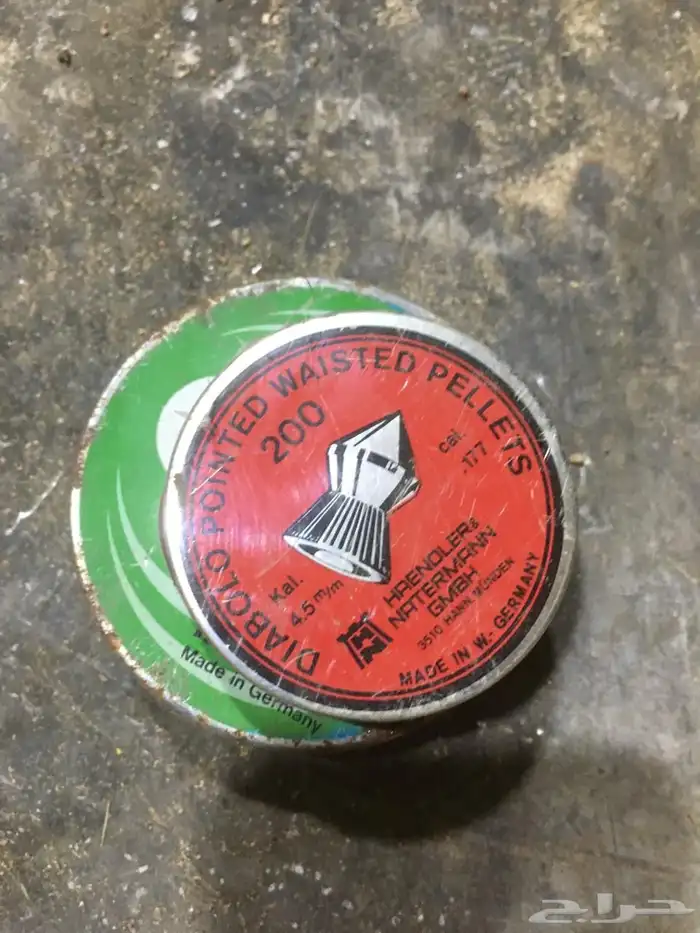 DIABOLO POINTED WAISTED PELLETS
200
cal.
.177
Kal.
4,5 m/m
HAENDLER &
NATERMANN
GMBH
3510 HANN. MÜNDEN
MADE IN W.- GERMANY
HN
Made in Germany
حراج